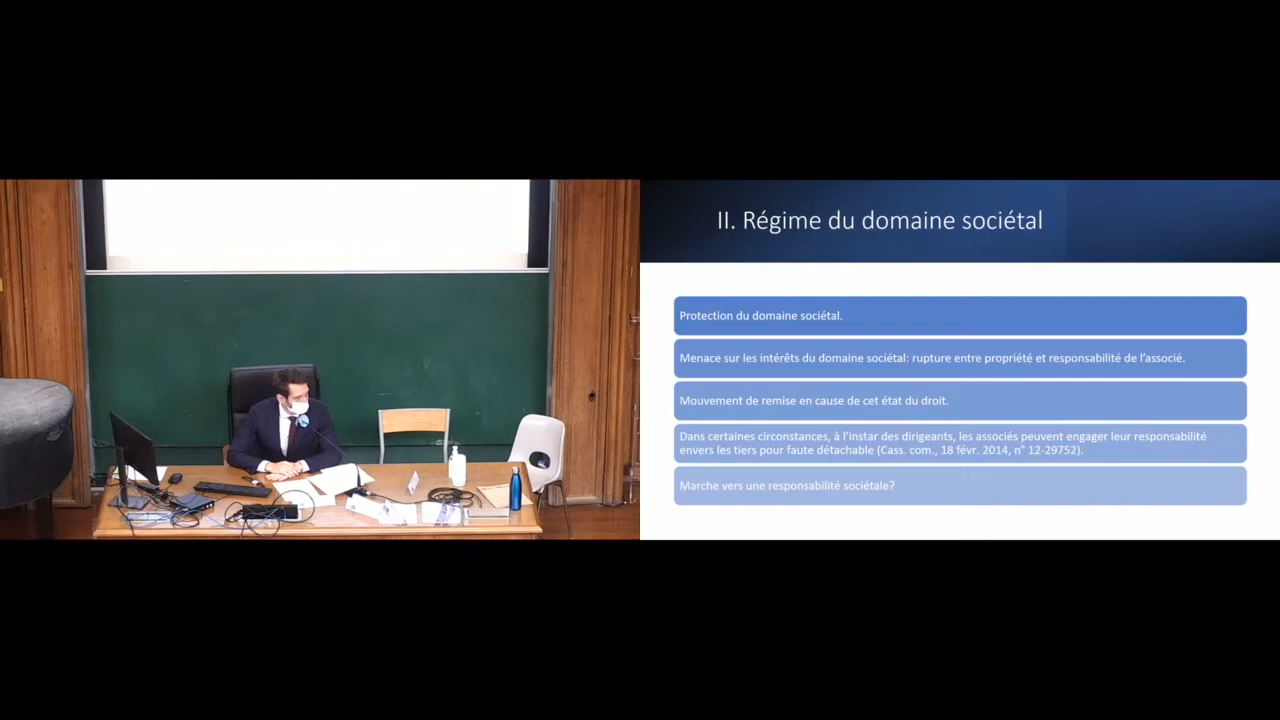 II. Régime du domaine sociétal
Protection du domaine sociétal.
Menace sur les intérêts du domaine sociétal: rupture entre propriété et responsabilité de l'associé.
Mouvement de remise en cause de cet état du droit.
Dans certaines circonstances, à l'instar des dirigeants, les associés peuvent engager leur responsabilité
envers les tiers pour faute détachable (Cass. com., 18 févr. 2014, n° 12-29752).
Marche vers une responsabilité sociétale?